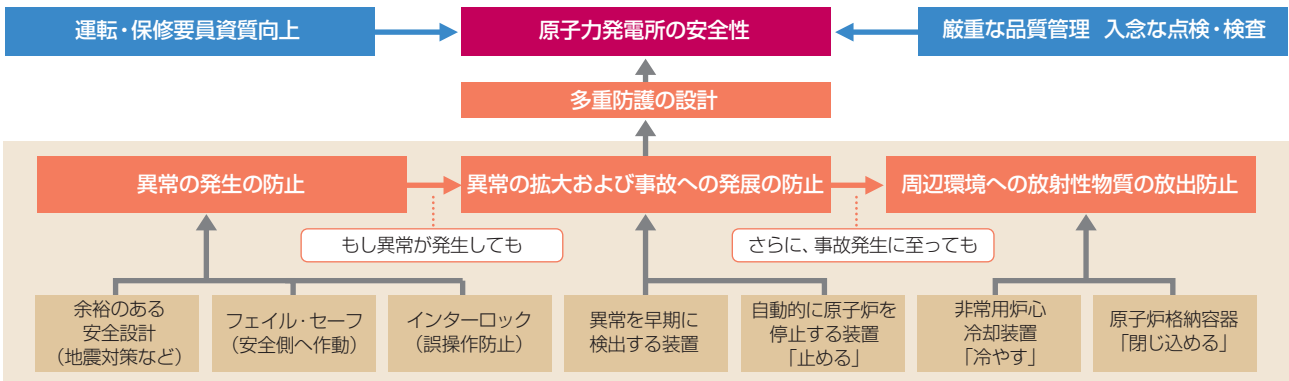 運転・保修要員資質向上
原子力発電所の安全性
厳重な品質管理 入念な点検・検査
多重防護の設計
異常の発生の防止
異常の拡大および事故への発展の防止
周辺環境への放射性物質の放出防止
もし異常が発生しても
さらに、事故発生に至っても
余裕のある
安全設計
（地震対策など）
フェイル・セーフ
（安全側へ作動）
インターロック
（誤操作防止）
異常を早期に
検出する装置
自動的に原子炉を
停止する装置
「止める」
非常用炉心
冷却装置
「冷やす」
原子炉格納容器
「閉じ込める」